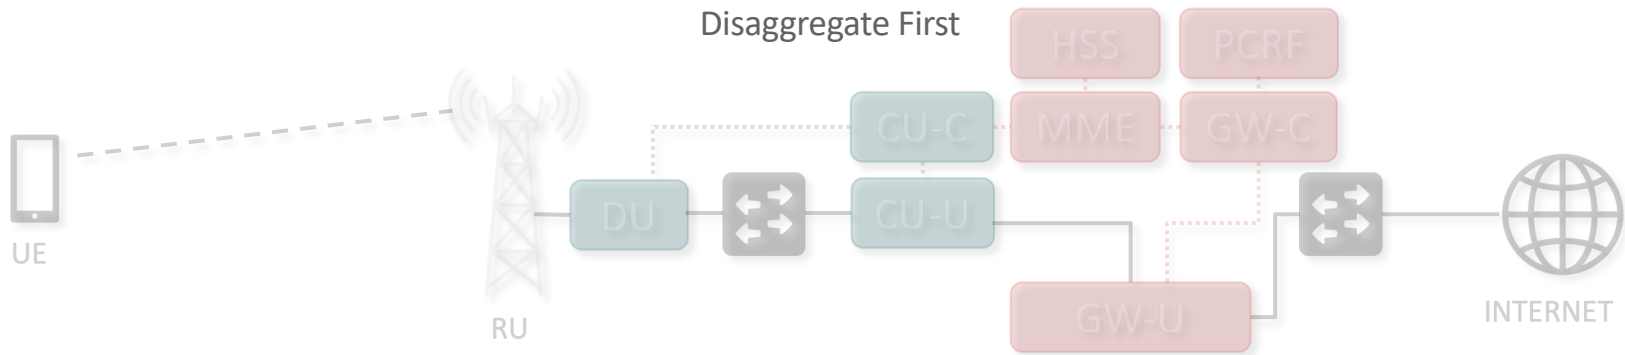 Disaggregate First
HSS
PCRF
CU-C
MME
GW-C
DU
CU-U
UE
GW-U
RU
INTERNET